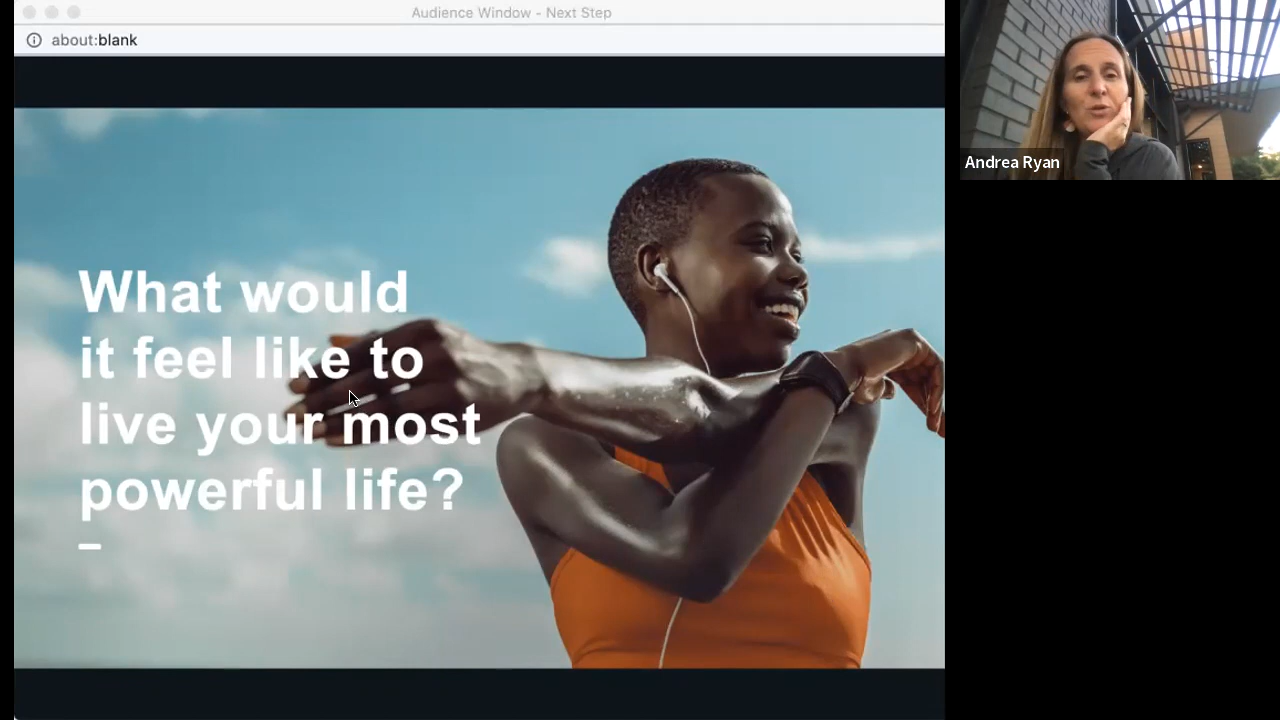 Audience Window - Next Step
about:blank
What would
it feel like to
live your most
powerful life?
Andrea Ryan